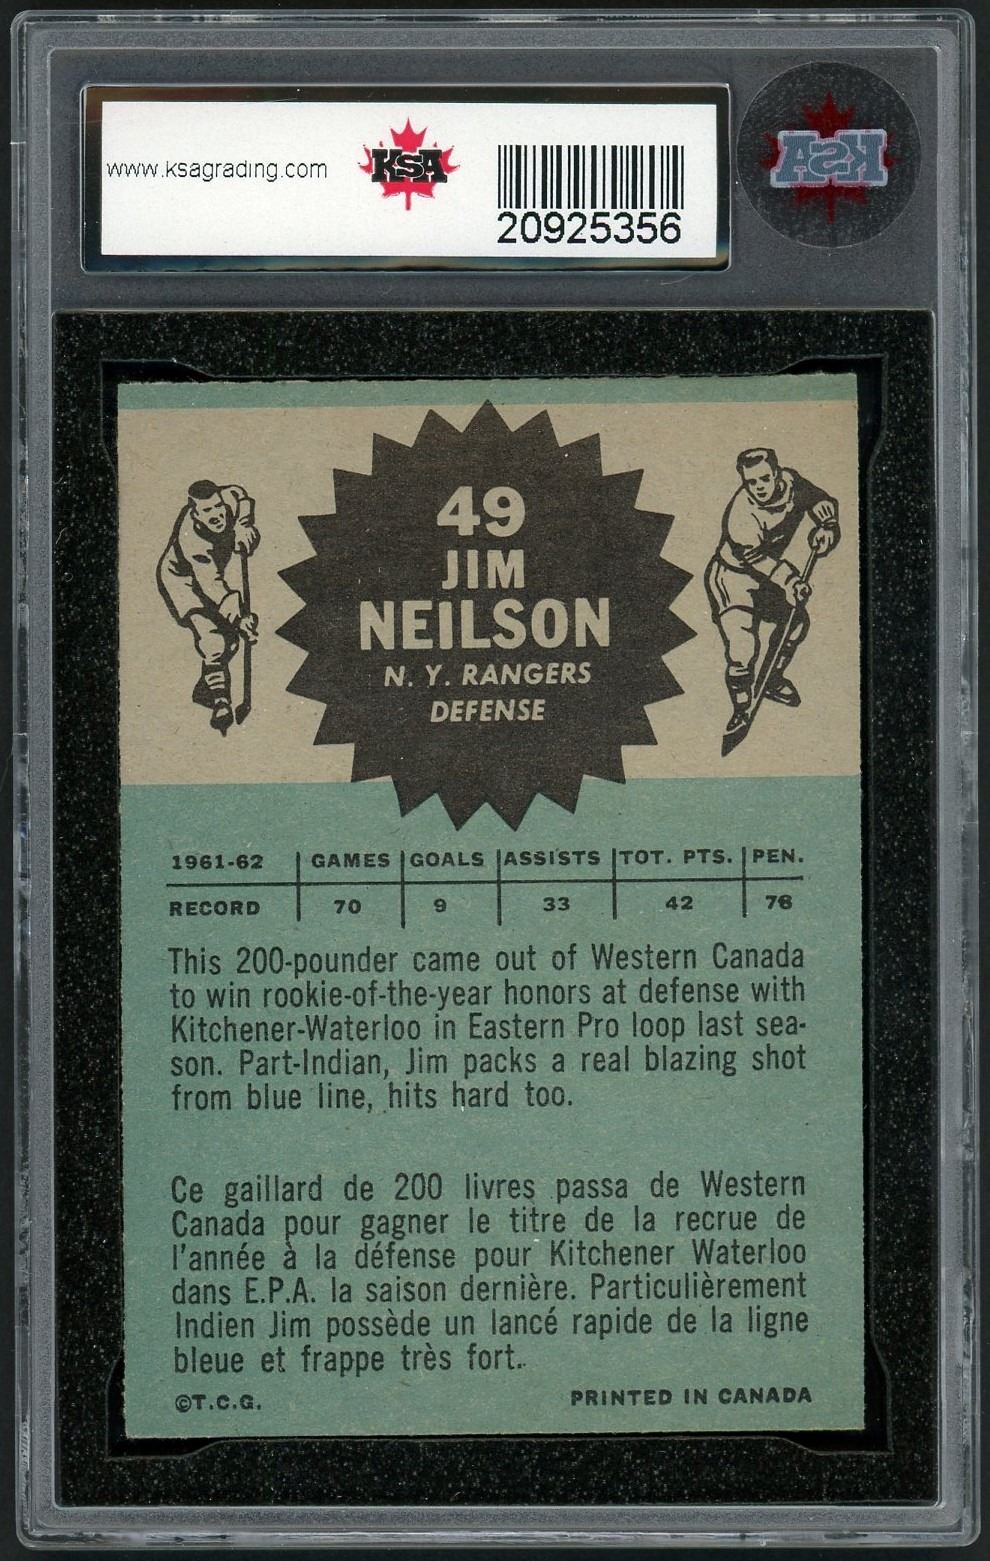 www.ksagrading.com
KSA
20925356
KSA
49
JIM
NEILSON
N. Y. RANGERS
DEFENSE
1961-62 GAMES GOALS ASSISTS TOT. PTS. PEN.
RECORD 70 9 33 42 76
This 200-pounder came out of Western Canada
to win rookie-of-the-year honors at defense with
Kitchener-Waterloo in Eastern Pro loop last sea-
son. Part-Indian, Jim packs a real blazing shot
from blue line, hits hard too.
Ce gaillard de 200 livres passa de Western
Canada pour gagner le titre de la recrue de
l'année à la défense pour Kitchener Waterloo
dans E.P.A. la saison dernière. Particulièrement
Indien Jim possède un lancé rapide de la ligne
bleue et frappe très fort.
©T.C.G. PRINTED IN CANADA